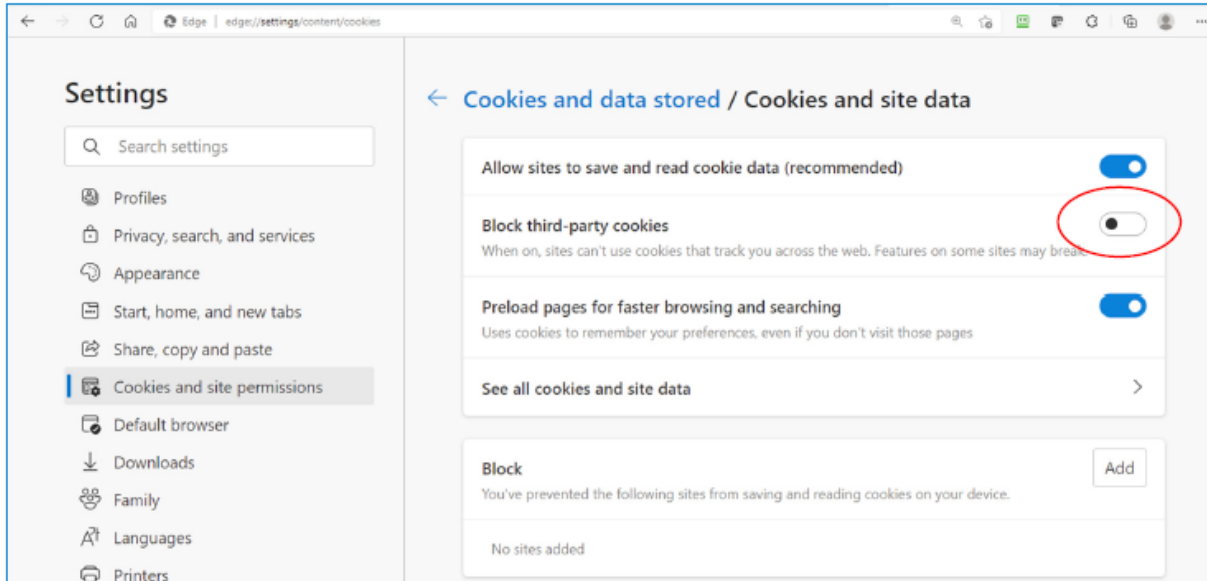 Edge | edge://settings/content/cookies
Settings
Search settings
Profiles
Privacy, search, and services
Appearance
Start, home, and new tabs
Share, copy and paste
Cookies and site permissions
Default browser
Downloads
Family
Languages
Printers
Cookies and data stored / Cookies and site data
Allow sites to save and read cookie data (recommended)
Block third-party cookies
When on, sites can't use cookies that track you across the web. Features on some sites may break.
Preload pages for faster browsing and searching
Uses cookies to remember your preferences, even if you don't visit those pages
See all cookies and site data
Block
Add
You've prevented the following sites from saving and reading cookies on your device.
No sites added